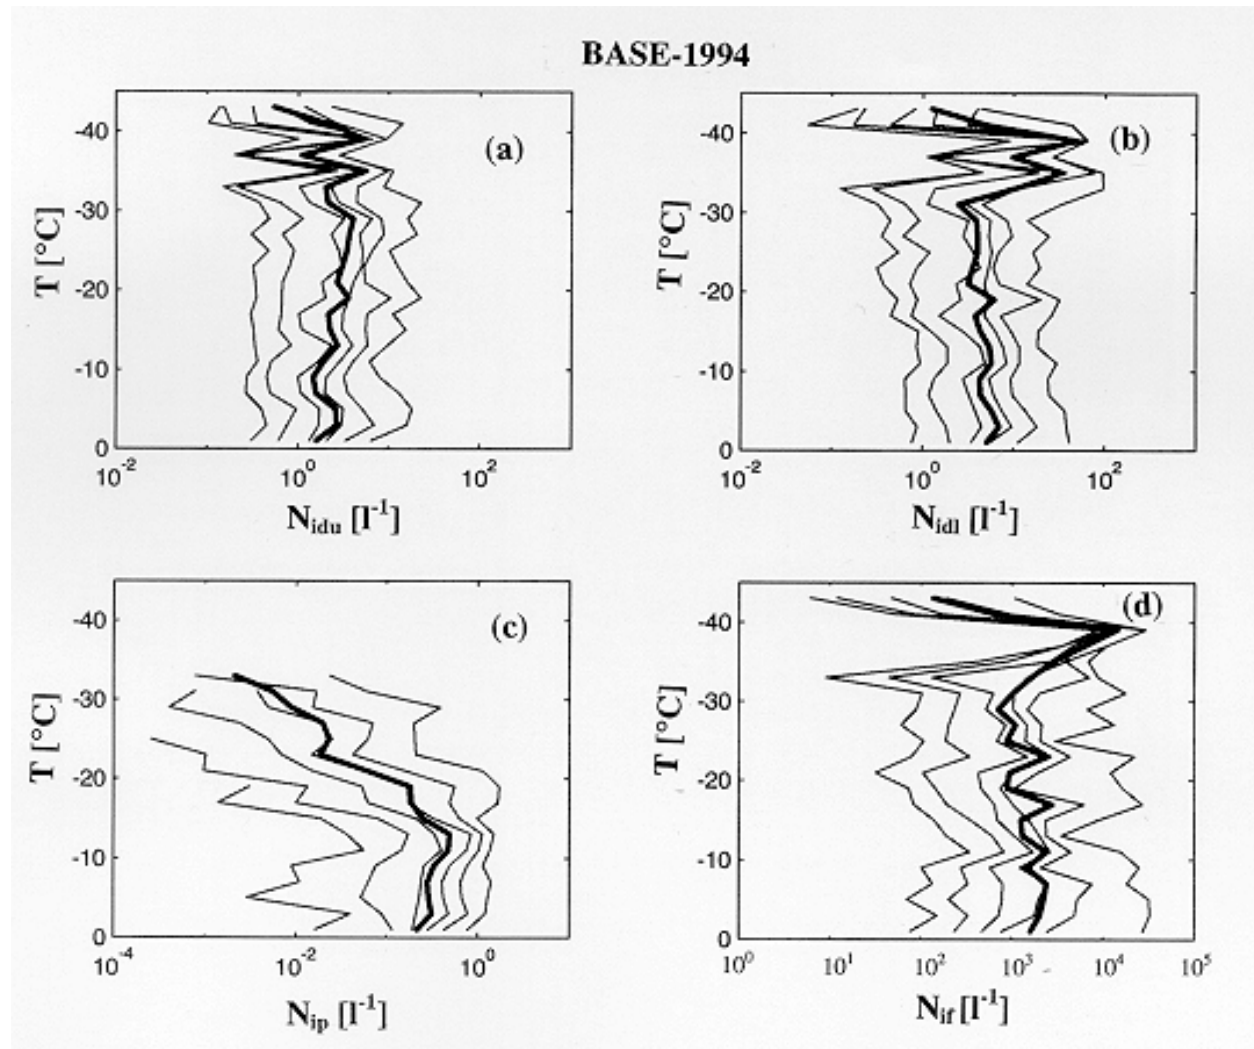 BASE-1994
(a)
T [°C]
-40
-30
-20
-10
0
10^-2
10^0
10^2
N_idu [l^-1]
(b)
T [°C]
-40
-30
-20
-10
0
10^-2
10^0
10^2
N_idl [l^-1]
(c)
T [°C]
-40
-30
-20
-10
0
10^-4
10^-2
10^0
N_ip [l^-1]
(d)
T [°C]
-40
-30
-20
-10
0
10^0
10^1
10^2
10^3
10^4
10^5
N_if [l^-1]